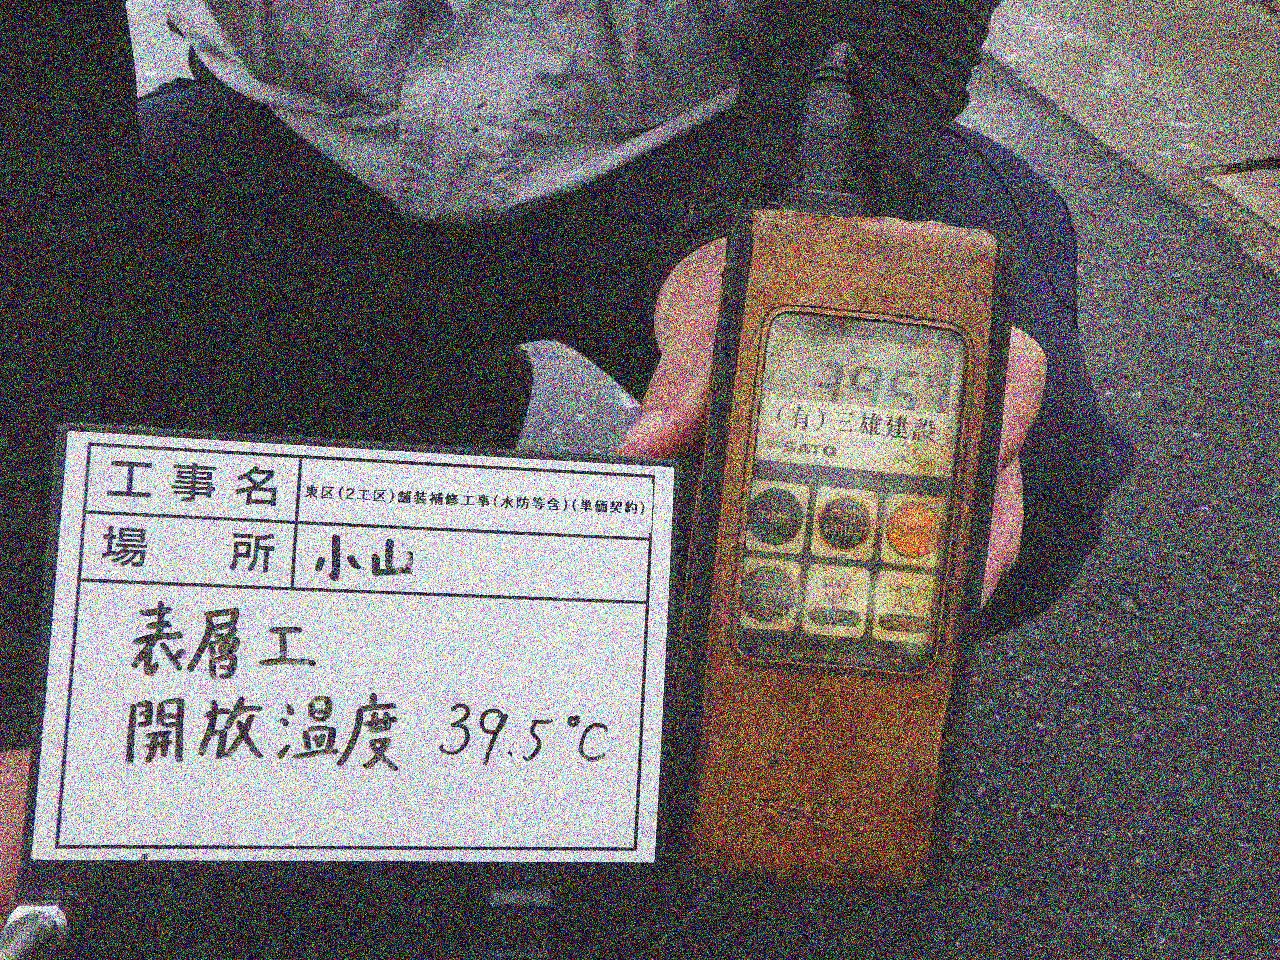 工事名 東区(2工区)舗装補修工事(水防等含)(単価契約)
場所 小山
表層工
開放温度 39.5℃
39.5
(有)三雄建設
SATO